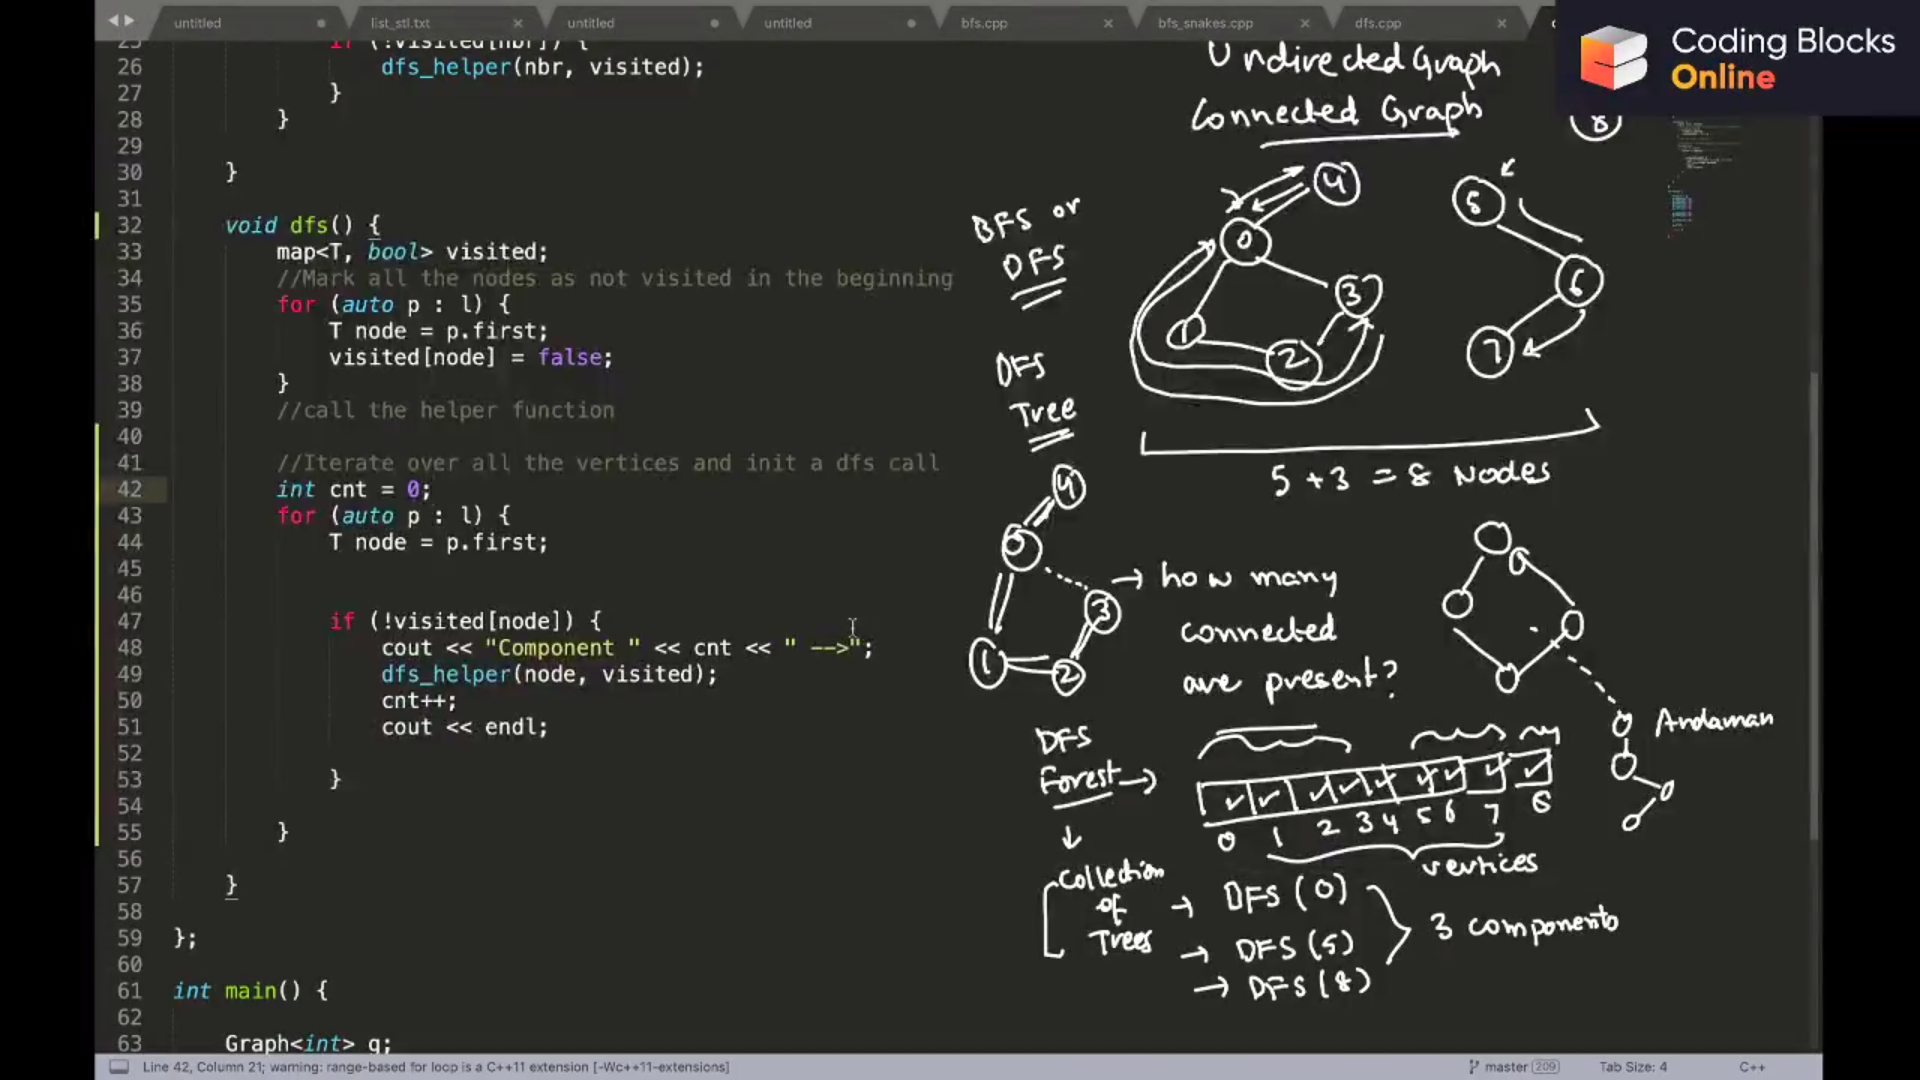 untitled
list_stl.txt
untitled
untitled
bfs.cpp
bfs_snakes.cpp
dfs.cpp
Coding Blocks
Online
25 if (!visited[nbr]) {
26 dfs_helper(nbr, visited);
27 }
28 }
29
30 }
31
32 void dfs() {
33 map<T, bool> visited;
34 //Mark all the nodes as not visited in the beginning
35 for (auto p : l) {
36 T node = p.first;
37 visited[node] = false;
38 }
39 //call the helper function
40
41 //Iterate over all the vertices and init a dfs call
42 int cnt = 0;
43 for (auto p : l) {
44 T node = p.first;
45
46
47 if (!visited[node]) {
48 cout << "Component " << cnt << " -->";
49 dfs_helper(node, visited);
50 cnt++;
51 cout << endl;
52
53 }
54
55 }
56
57 }
58
59 };
60
61 int main() {
62
63 Graph<int> g;
Undirected Graph
Connected Graph
8
4
0
3
1
2
5
6
7
BFS or
DFS
DFS
Tree
5 + 3 = 8 Nodes
4
0
3
1
2
→ how many
connected
are present?
Andaman
DFS
Forest →
0 1 2 3 4 5 6 7 8
vertices
Collection
of
Trees
→ DFS (0)
→ DFS (5)
→ DFS (8)
3 components
Line 42, Column 21; warning: range-based for loop is a C++11 extension [-Wc++11-extensions]
master 209
Tab Size: 4
C++